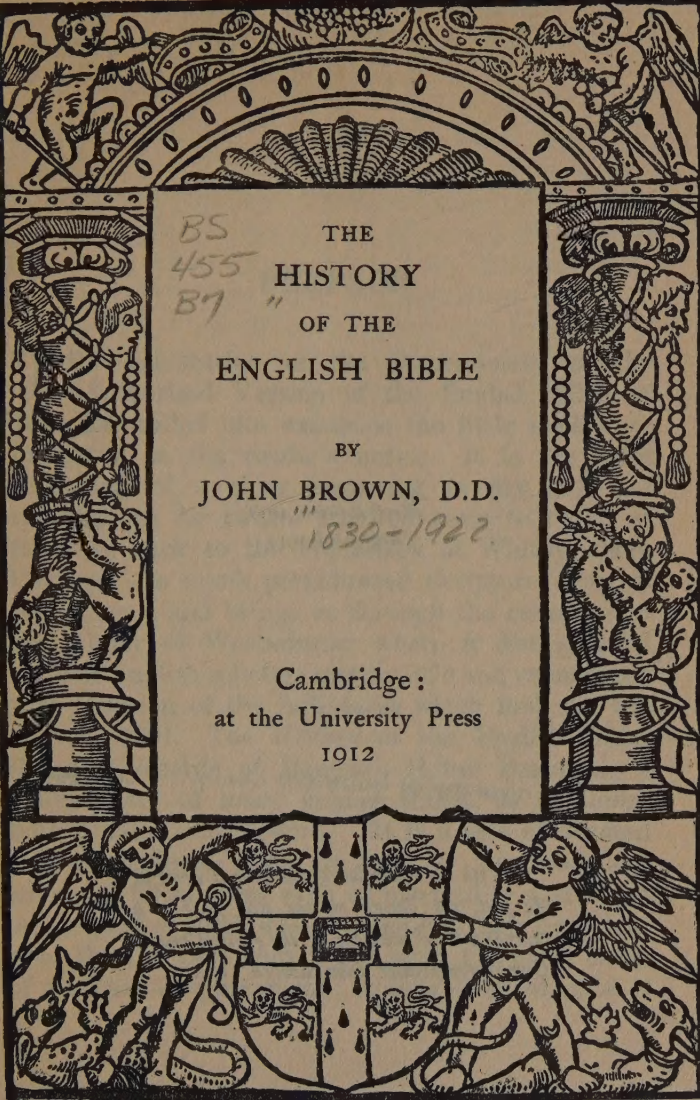 BS
455
B7
THE
HISTORY
OF THE
ENGLISH BIBLE
BY
JOHN BROWN, D.D.
1830-1922
Cambridge:
at the University Press
1912